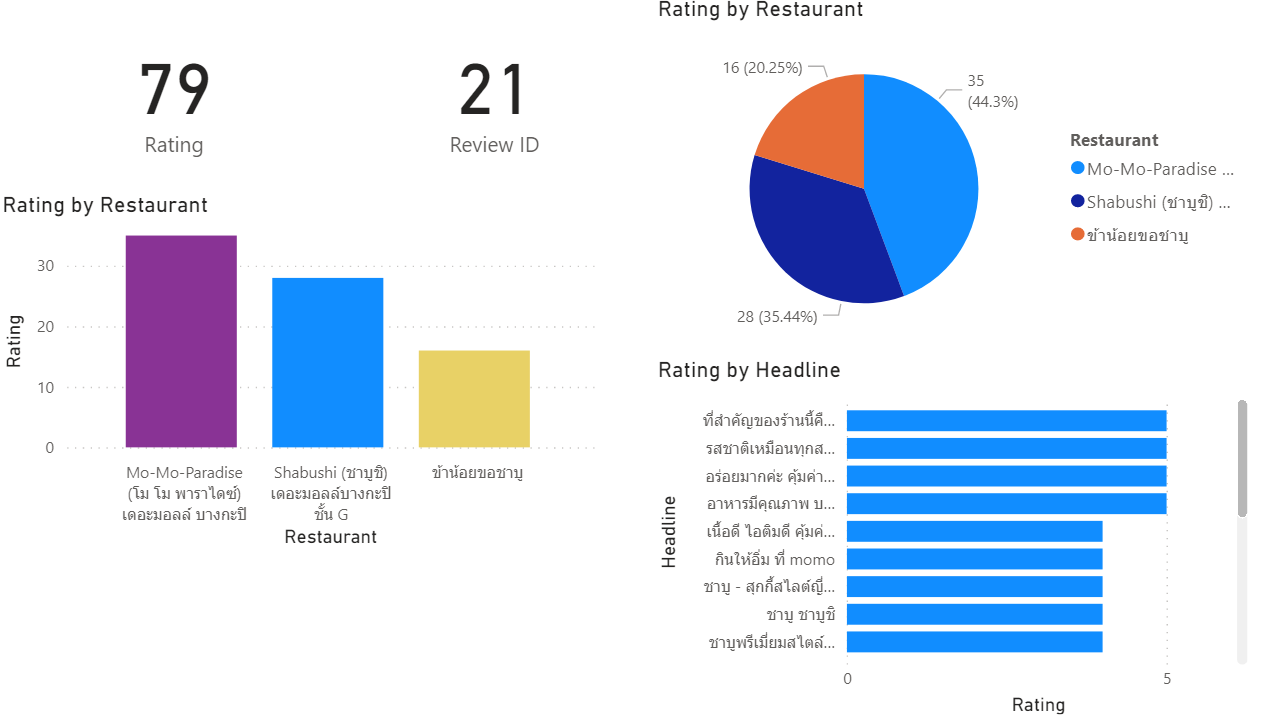 79
Rating
21
Review ID
Rating by Restaurant
30
20
10
0
Rating
Mo-Mo-Paradise
(โม โม พาราไดซ์)
เดอะมอลล์ บางกะปิ
Shabushi (ชาบูชิ)
เดอะมอลล์บางกะปิ
ชั้น G
ข้าน้อยขอชาบู
Restaurant
Rating by Restaurant
16 (20.25%)
35
(44.3%)
28 (35.44%)
Restaurant
Mo-Mo-Paradise ...
Shabushi (ชาบูชิ) ...
ข้าน้อยขอชาบู
Rating by Headline
Headline
ที่สำคัญของร้านนี้คื...
รสชาติเหมือนทุกส...
อร่อยมากค่ะ คุ้มค่า...
อาหารมีคุณภาพ บ...
เนื้อดี ไอติมดี คุ้มค่...
กินให้อิ่ม ที่ momo
ชาบู - สุกกี้สไตล์ญี่...
ชาบู ชาบูชิ
ชาบูพรีเมี่ยมสไตล์...
0
5
Rating